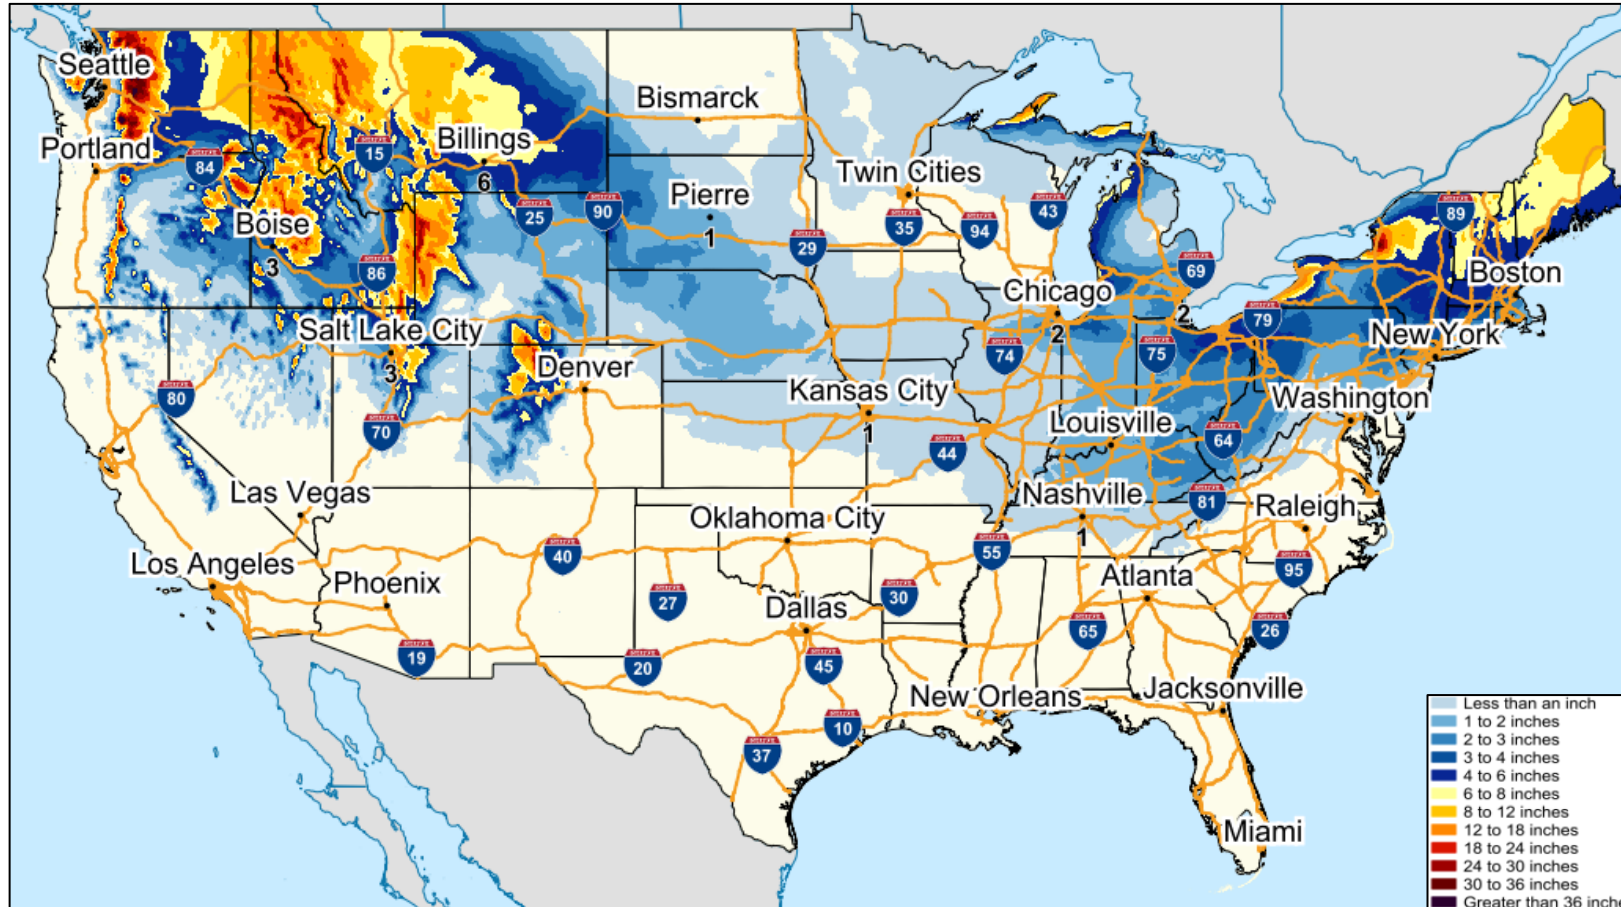 Seattle
Portland
84
Boise
3
86
15
Billings
6
25
90
Bismarck
Pierre
1
29
Twin Cities
35
94
43
69
89
Boston
79
New York
Chicago
2
2
74
75
Salt Lake City
3
80
70
Denver
Kansas City
1
44
Louisville
64
Washington
Las Vegas
Los Angeles
Phoenix
19
40
27
20
Oklahoma City
Dallas
30
45
10
37
Nashville
1
55
81
Raleigh
95
Atlanta
65
26
New Orleans
Jacksonville
Miami
Less than an inch
1 to 2 inches
2 to 3 inches
3 to 4 inches
4 to 6 inches
6 to 8 inches
8 to 12 inches
12 to 18 inches
18 to 24 inches
24 to 30 inches
30 to 36 inches
Greater than 36 inch